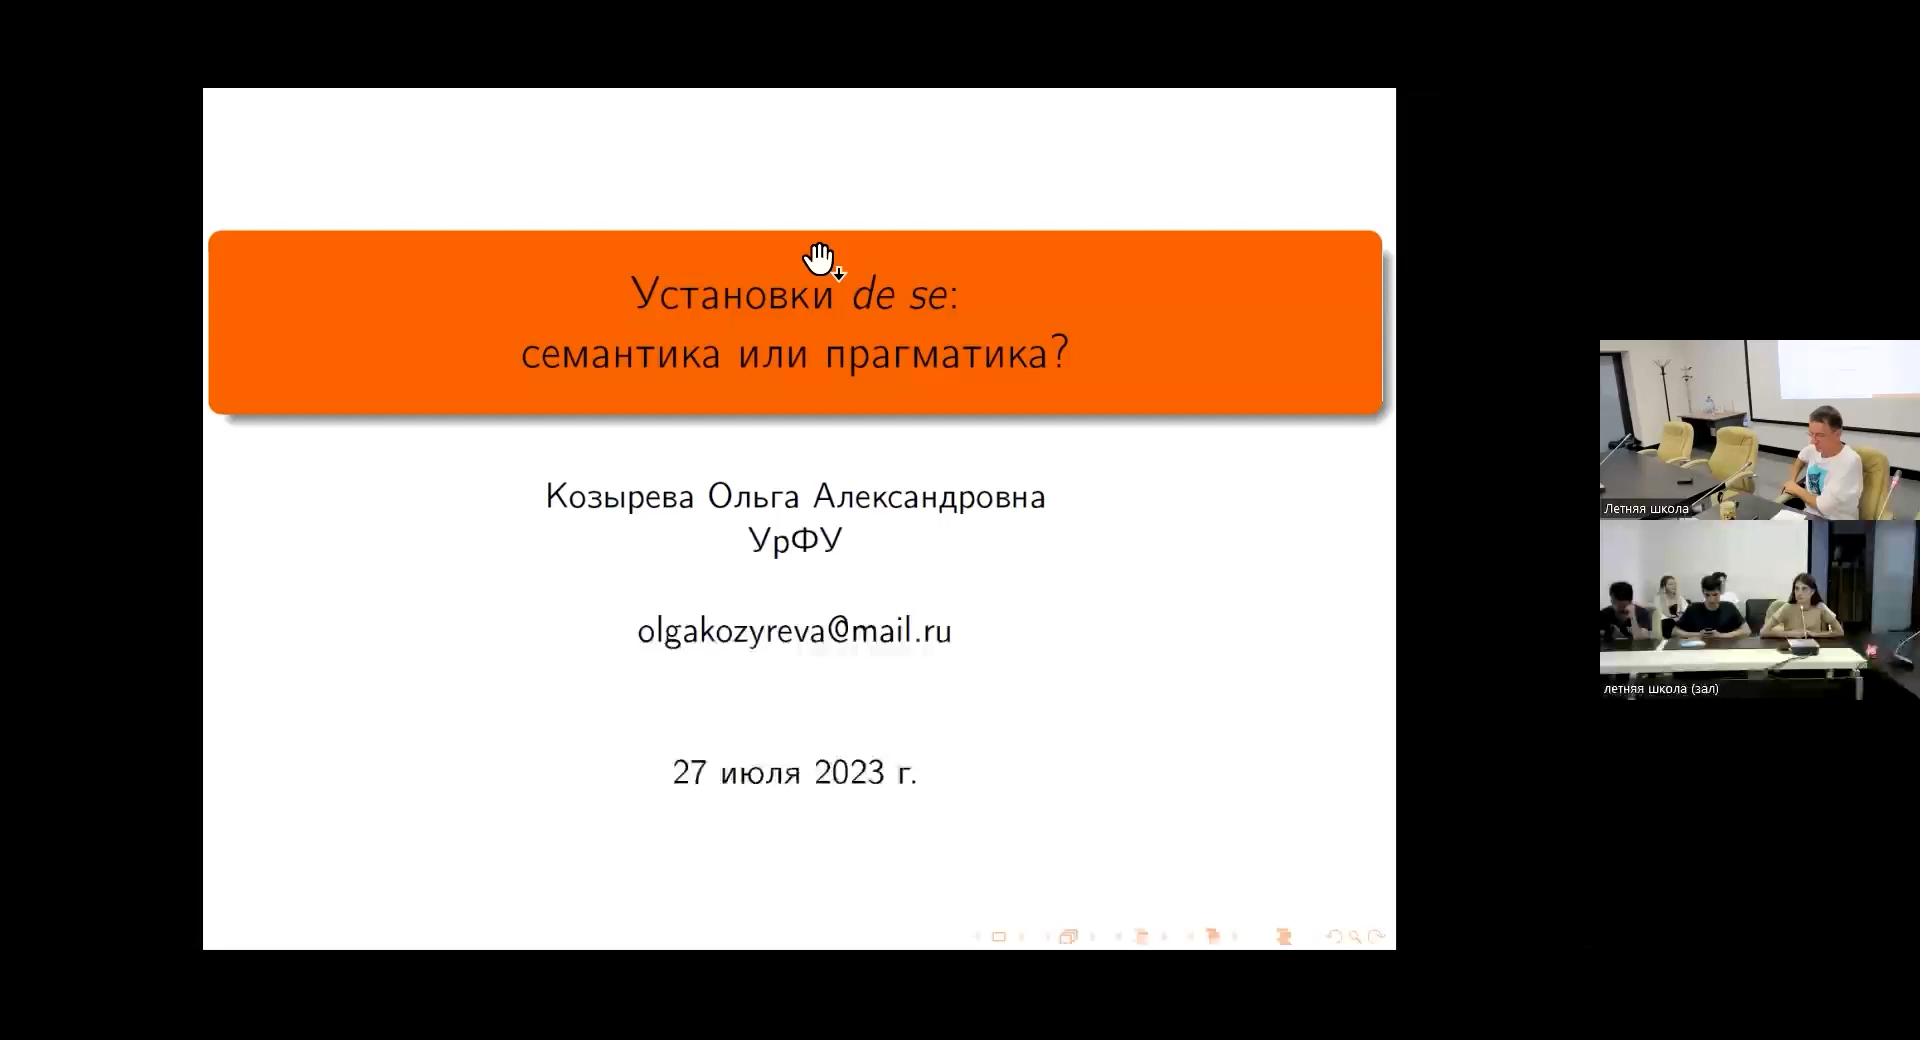 Установки de se:
семантика или прагматика?
Козырева Ольга Александровна
УрФУ
olgakozyreva@mail.ru
27 июля 2023 г.
Летняя школа
летняя школа (зал)